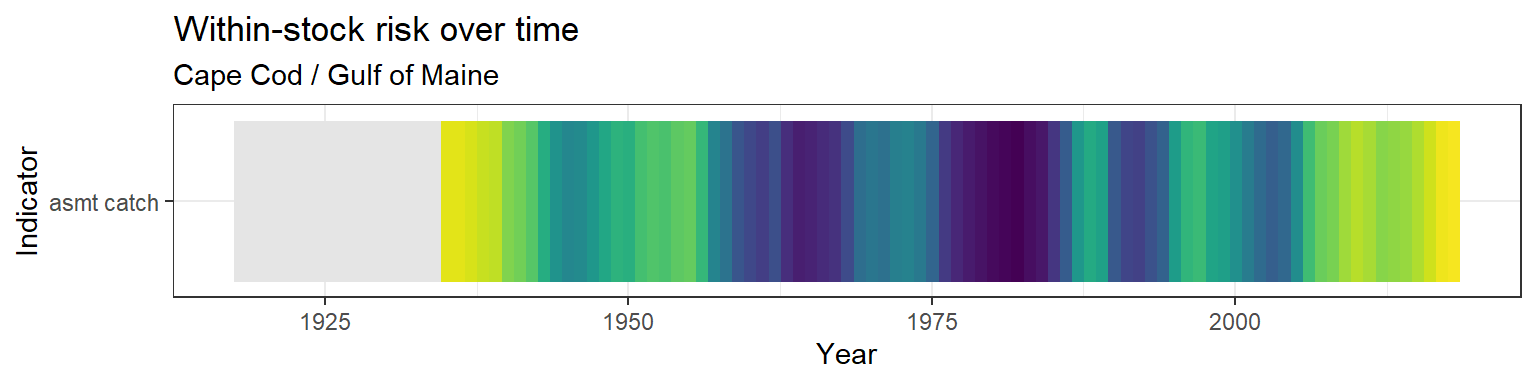 Within-stock risk over time
Cape Cod / Gulf of Maine
Indicator
asmt catch
1925 1950 1975 2000
Year